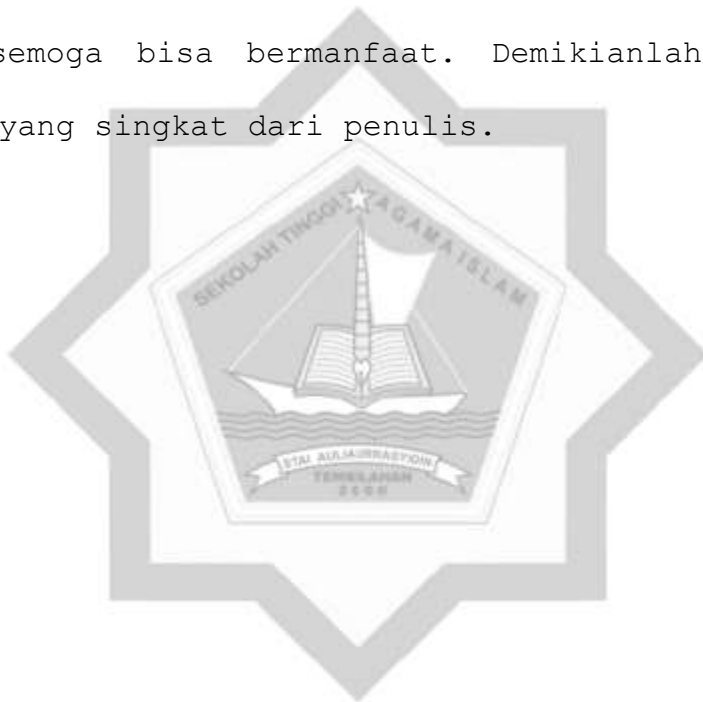 semoga bisa bermanfaat. Demikianlah
yang singkat dari penulis.
SEKOLAH TINGGI AGAMA ISLAM
STAI AULIAURRASYIDIN
TEMBILAHAN